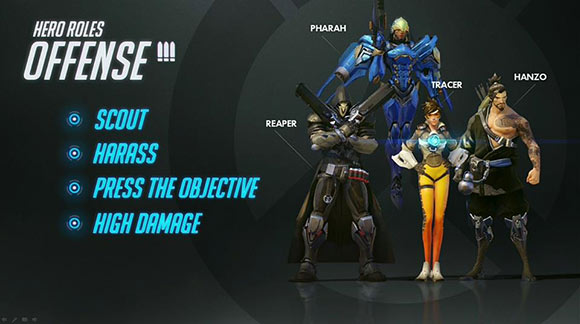 HERO ROLES
OFFENSE
SCOUT
HARASS
PRESS THE OBJECTIVE
HIGH DAMAGE
PHARAH
TRACER
HANZO
REAPER